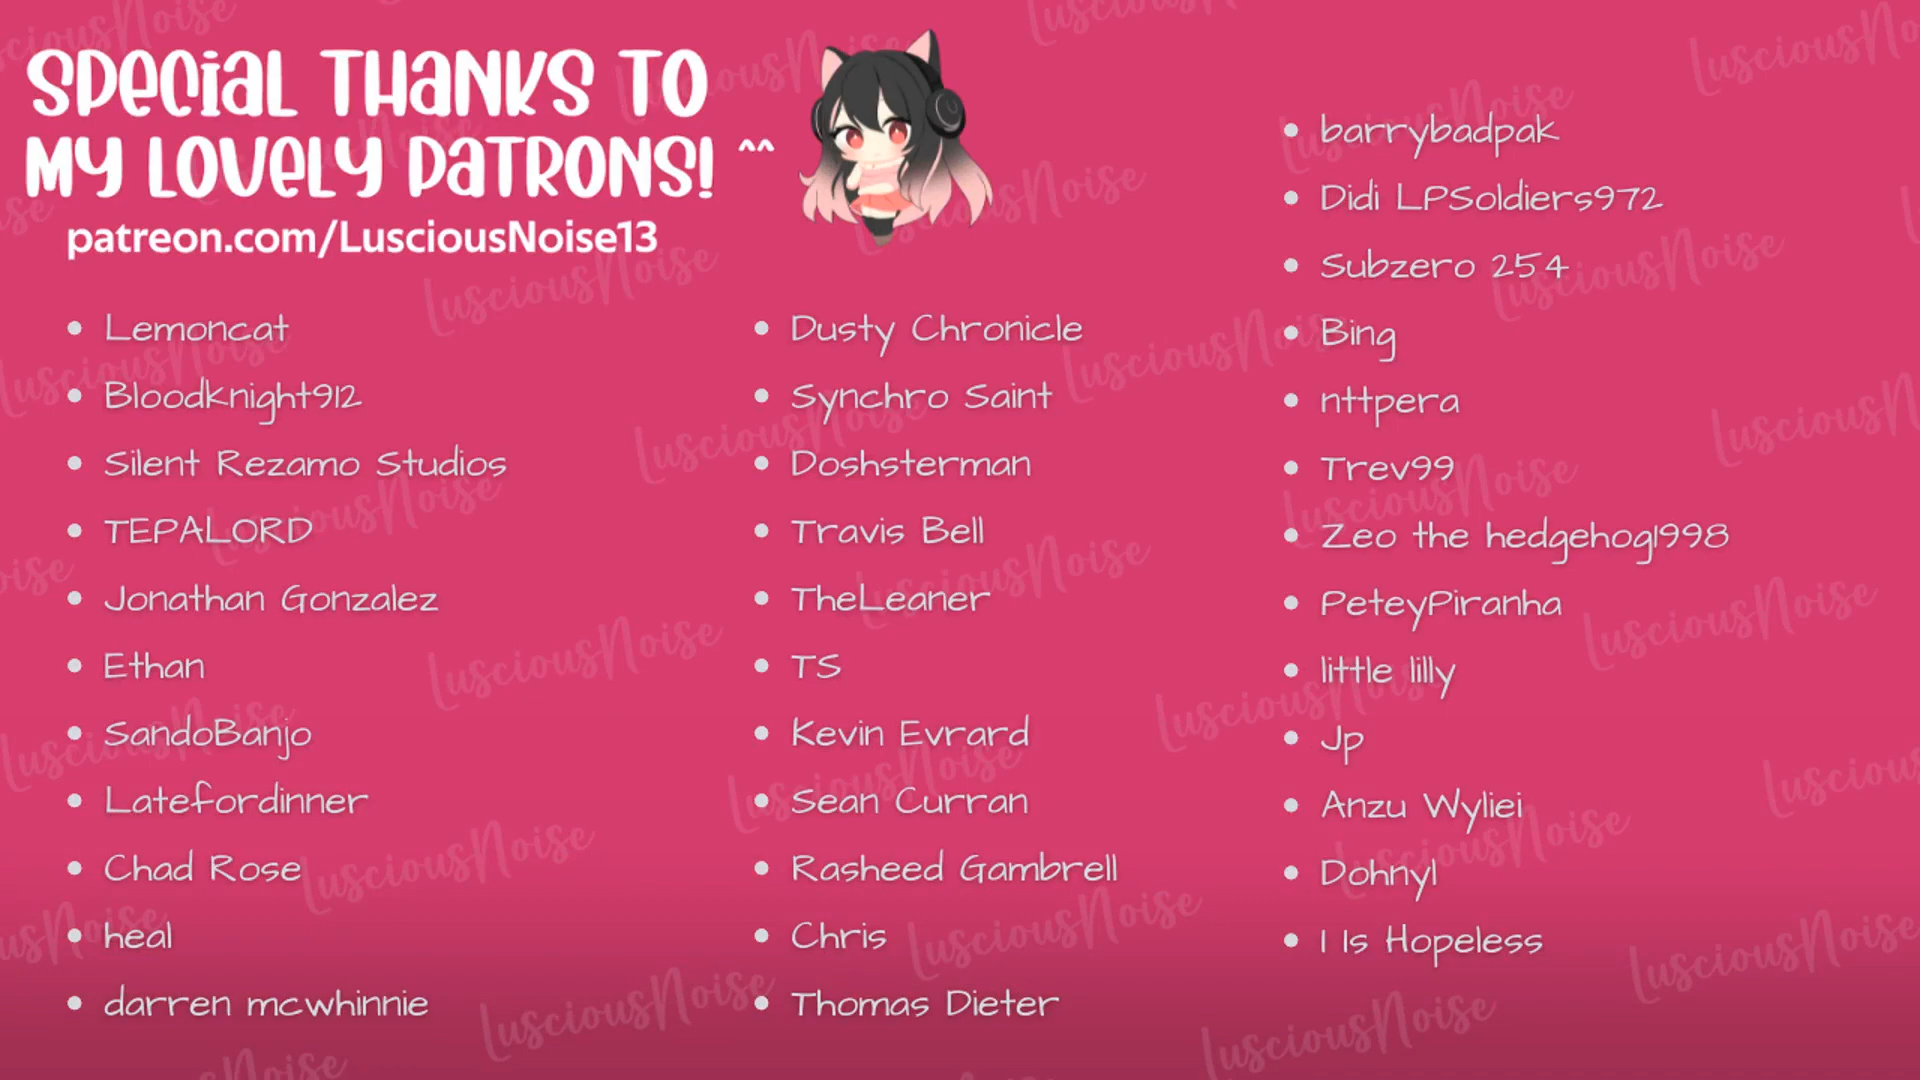 SPECIAL THANKS TO
MY LOVELY PATRONS! ^^
patreon.com/LusciousNoise13
• Lemoncat
• Bloodknight912
• Silent Rezamo Studios
• TEPALORD
• Jonathan Gonzalez
• Ethan
• SandoBanjo
• Latefordinner
• Chad Rose
• heal
• darren mcwhinnie
• Dusty Chronicle
• Synchro Saint
• Doshsterman
• Travis Bell
• TheLeaner
• TS
• Kevin Evrard
• Sean Curran
• Rasheed Gambrell
• Chris
• Thomas Dieter
• barrybadpak
• Didi LPSoldiers972
• Subzero 254
• Bing
• nttpera
• Trev99
• Zeo the hedgehog1998
• PeteyPiranha
• little lilly
• Jp
• Anzu Wyliei
• Dohnyl
• I Is Hopeless
LusciousNoise